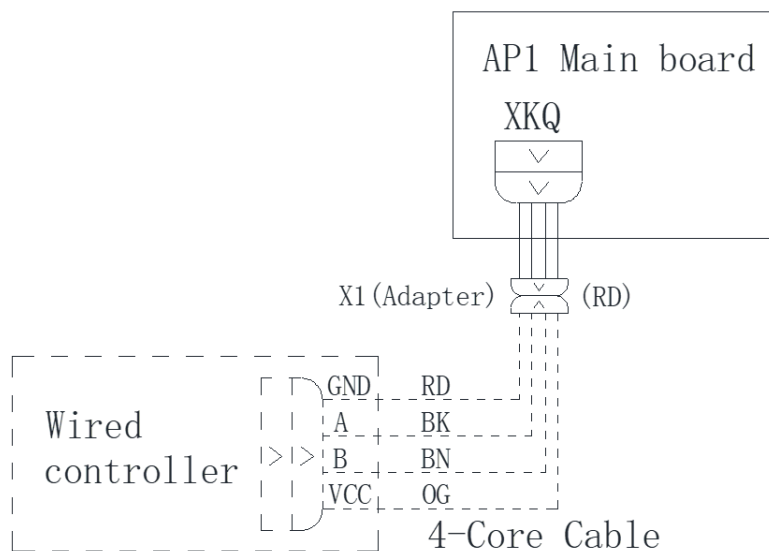 AP1 Main board
XKQ
X1(Adapter) (RD)
GND RD
A BK
Wired
controller
B BN
VCC OG
4-Core Cable